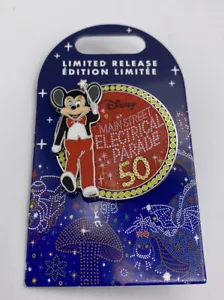 LIMITED RELEASE
ÉDITION LIMITÉE
Disney
MAIN STREET
ELECTRICAL
PARADE
50